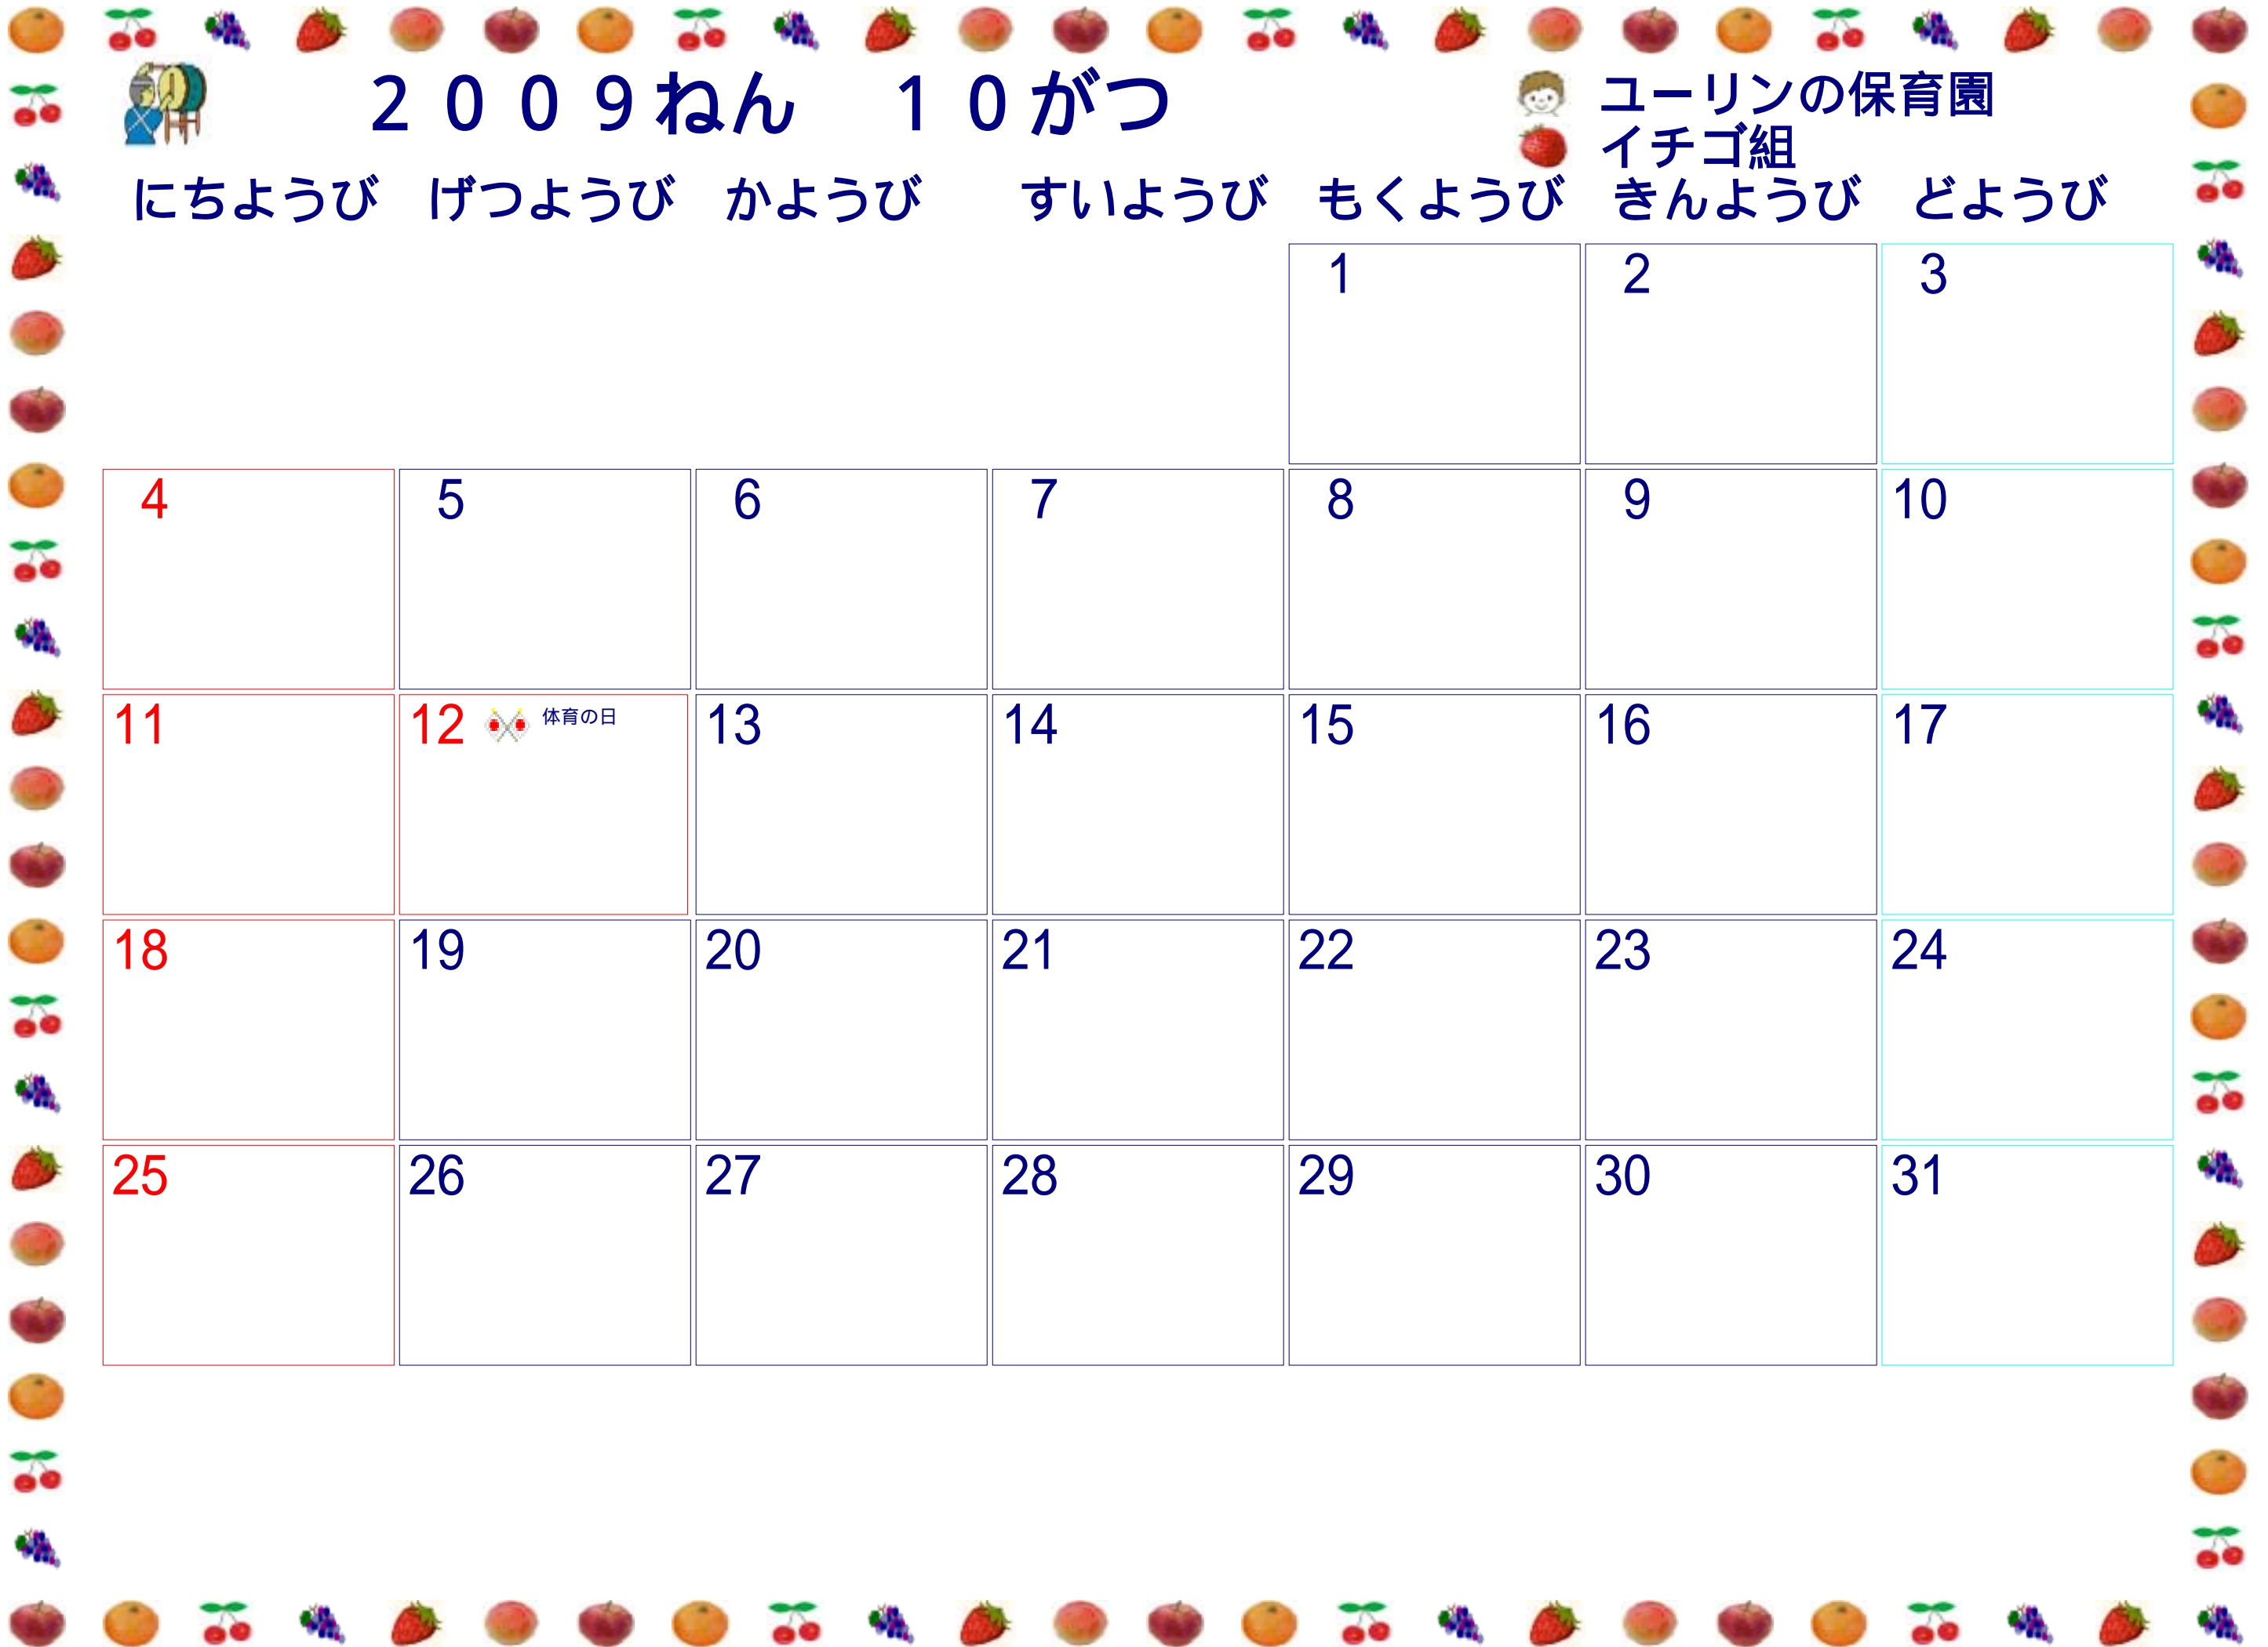 ２００９ねん　１０がつ
ユーリンの保育園
イチゴ組
にちようび　げつようび　かようび　すいようび　もくようび　きんようび　どようび
1 2 3
4 5 6 7 8 9 10
11 12 体育の日 13 14 15 16 17
18 19 20 21 22 23 24
25 26 27 28 29 30 31